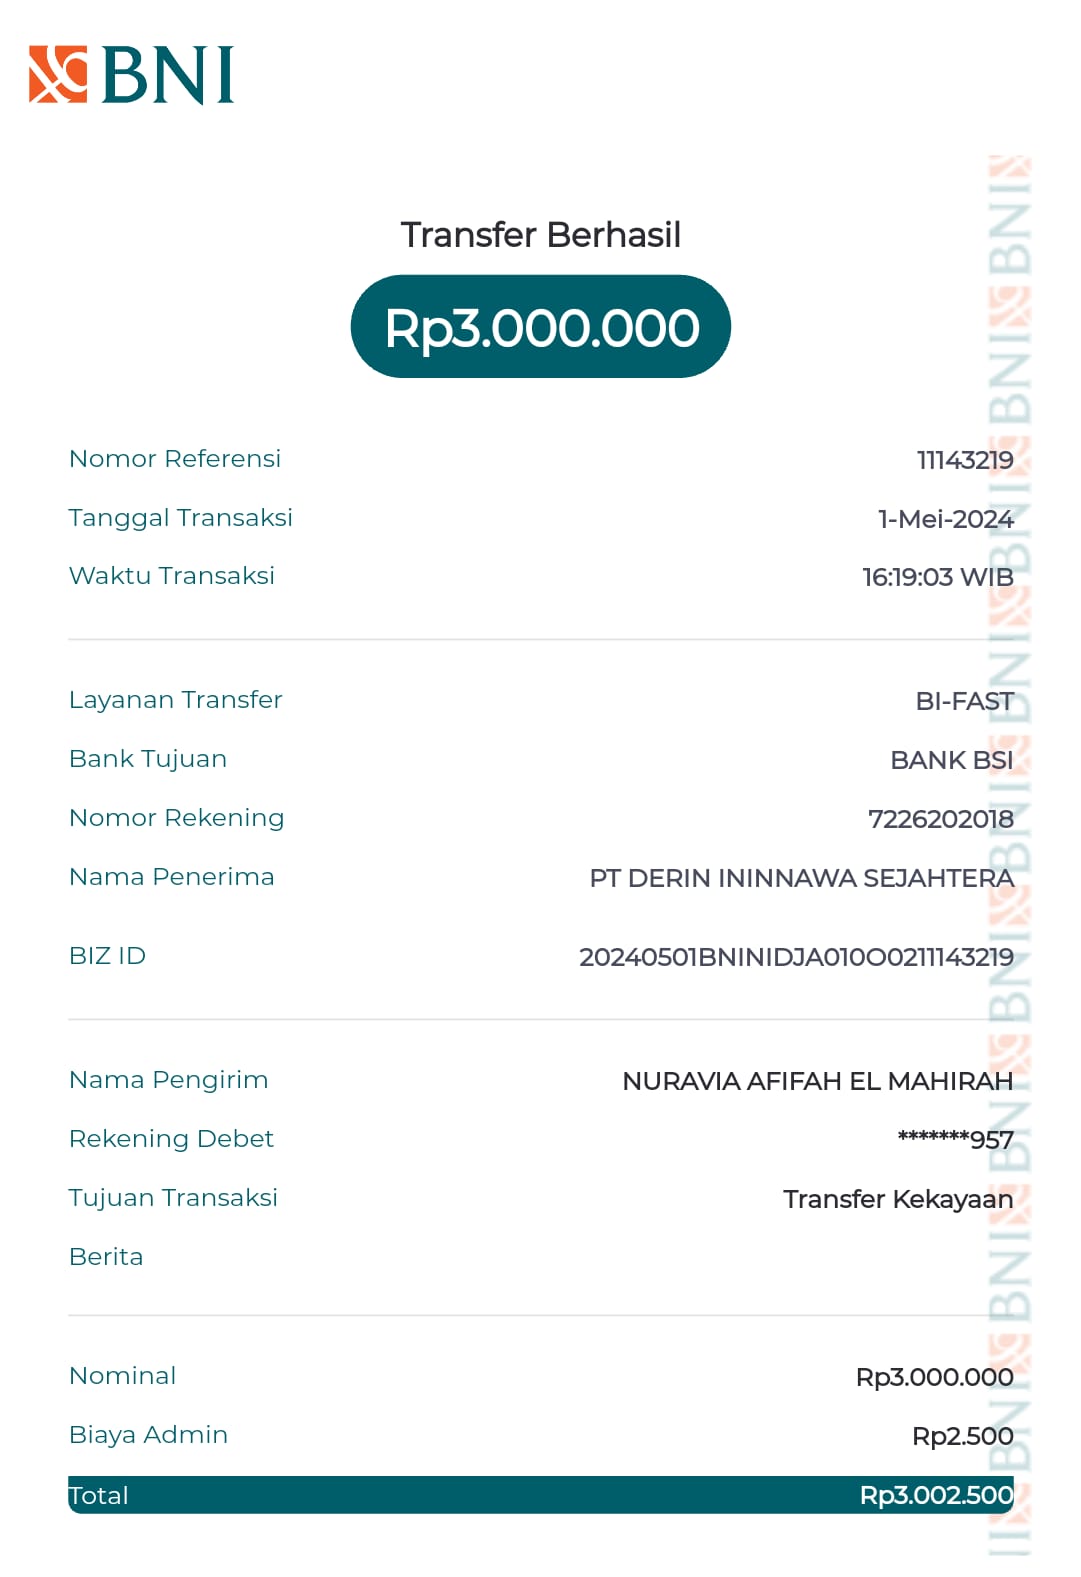 BNI
Transfer Berhasil
Rp3.000.000
Nomor Referensi 11143219
Tanggal Transaksi 1-Mei-2024
Waktu Transaksi 16:19:03 WIB
Layanan Transfer BI-FAST
Bank Tujuan BANK BSI
Nomor Rekening 7226202018
Nama Penerima PT DERIN ININNAWA SEJAHTERA
BIZ ID 20240501BNINIDJA010O0211143219
Nama Pengirim NURAVIA AFIFAH EL MAHIRAH
Rekening Debet *******957
Tujuan Transaksi Transfer Kekayaan
Berita
Nominal Rp3.000.000
Biaya Admin Rp2.500
Total Rp3.002.500
BNI BNI BNI BNI BNI BNI BNI BNI BNI